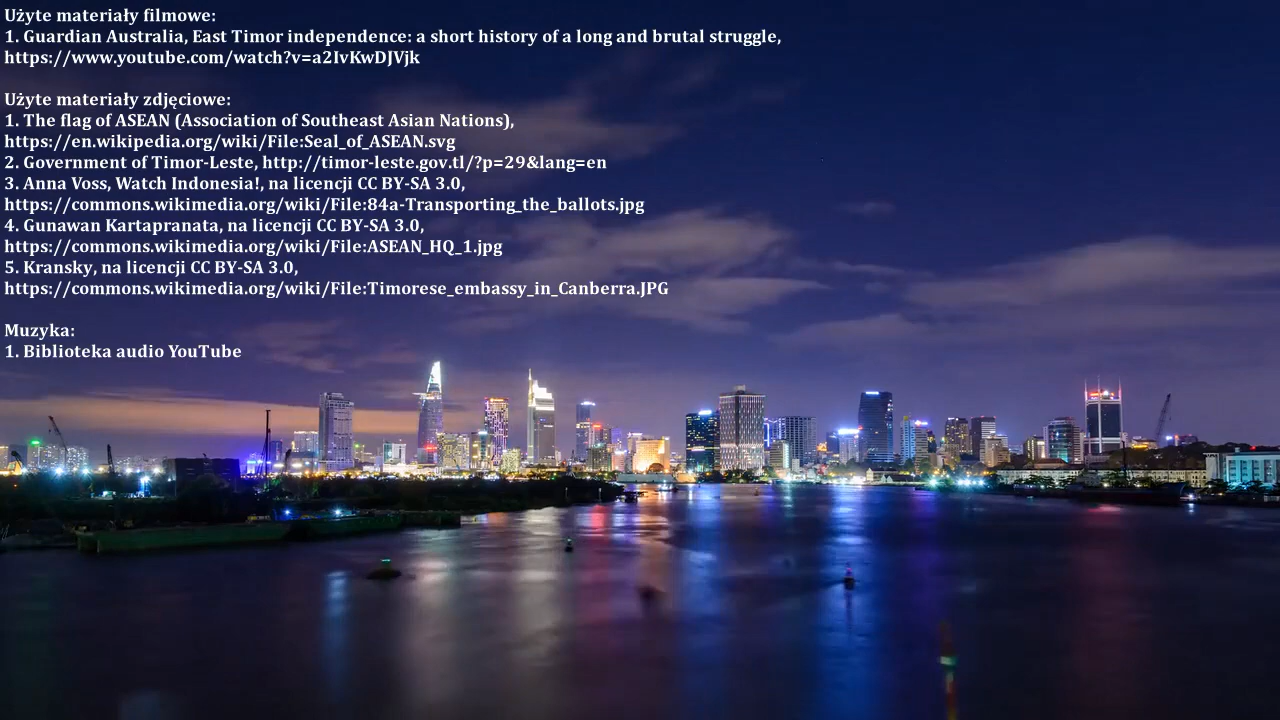 Użyte materiały filmowe:
1. Guardian Australia, East Timor independence: a short history of a long and brutal struggle,
https://www.youtube.com/watch?v=a2IvKwDJVjk
Użyte materiały zdjęciowe:
1. The flag of ASEAN (Association of Southeast Asian Nations),
https://en.wikipedia.org/wiki/File:Seal_of_ASEAN.svg
2. Government of Timor-Leste, http://timor-leste.gov.tl/?p=29&lang=en
3. Anna Voss, Watch Indonesia!, na licencji CC BY-SA 3.0,
https://commons.wikimedia.org/wiki/File:84a-Transporting_the_ballots.jpg
4. Gunawan Kartapranata, na licencji CC BY-SA 3.0,
https://commons.wikimedia.org/wiki/File:ASEAN_HQ_1.jpg
5. Kransky, na licencji CC BY-SA 3.0,
https://commons.wikimedia.org/wiki/File:Timorese_embassy_in_Canberra.JPG
Muzyka:
1. Biblioteka audio YouTube